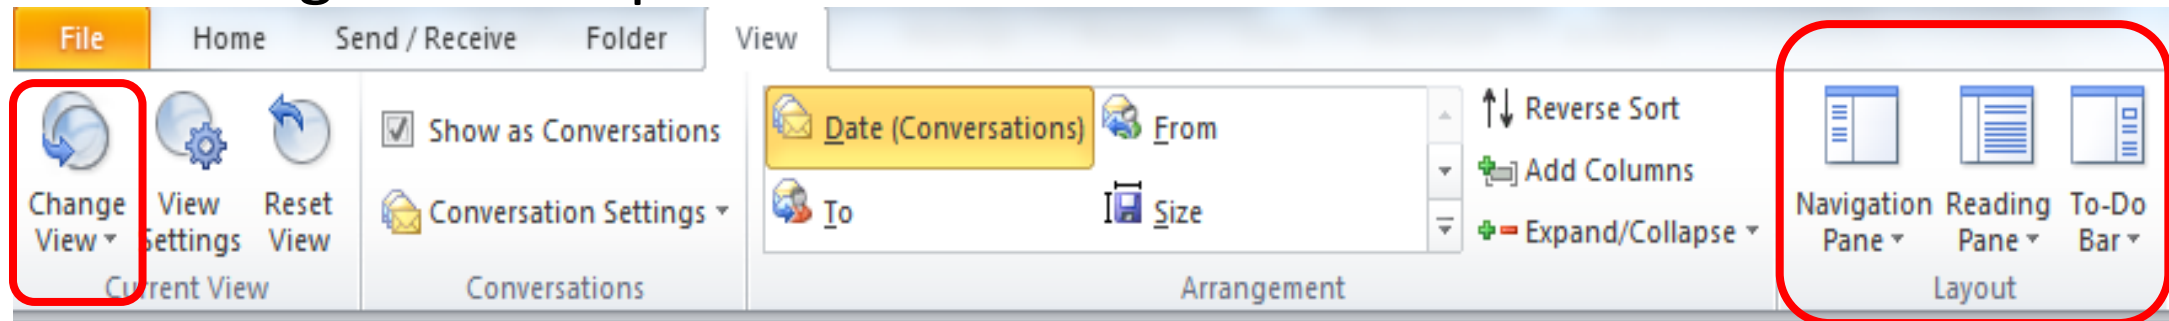 File Home Send / Receive Folder View
Show as Conversations Date (Conversations) From Reverse Sort
Add Columns
Change View Reset Conversation Settings To Size Navigation Reading To-Do
View Settings View Expand/Collapse Pane Pane Bar
Current View Conversations Arrangement Layout